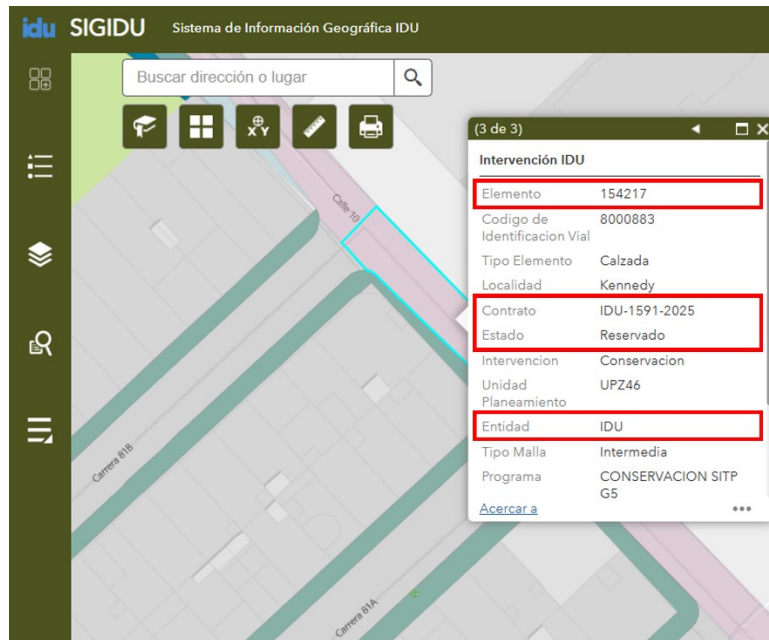 idu SIGIDU Sistema de Información Geográfica IDU
Buscar dirección o lugar
X Y
(3 de 3)
Intervención IDU
Elemento 154217
Codigo de Identificacion Vial 8000883
Tipo Elemento Calzada
Localidad Kennedy
Contrato IDU-1591-2025
Estado Reservado
Intervencion Conservacion
Unidad Planeamiento UPZ46
Entidad IDU
Tipo Malla Intermedia
Programa CONSERVACION SITP G5
Acercar a
Calle 10
Carrera 81B
Carrera 81A